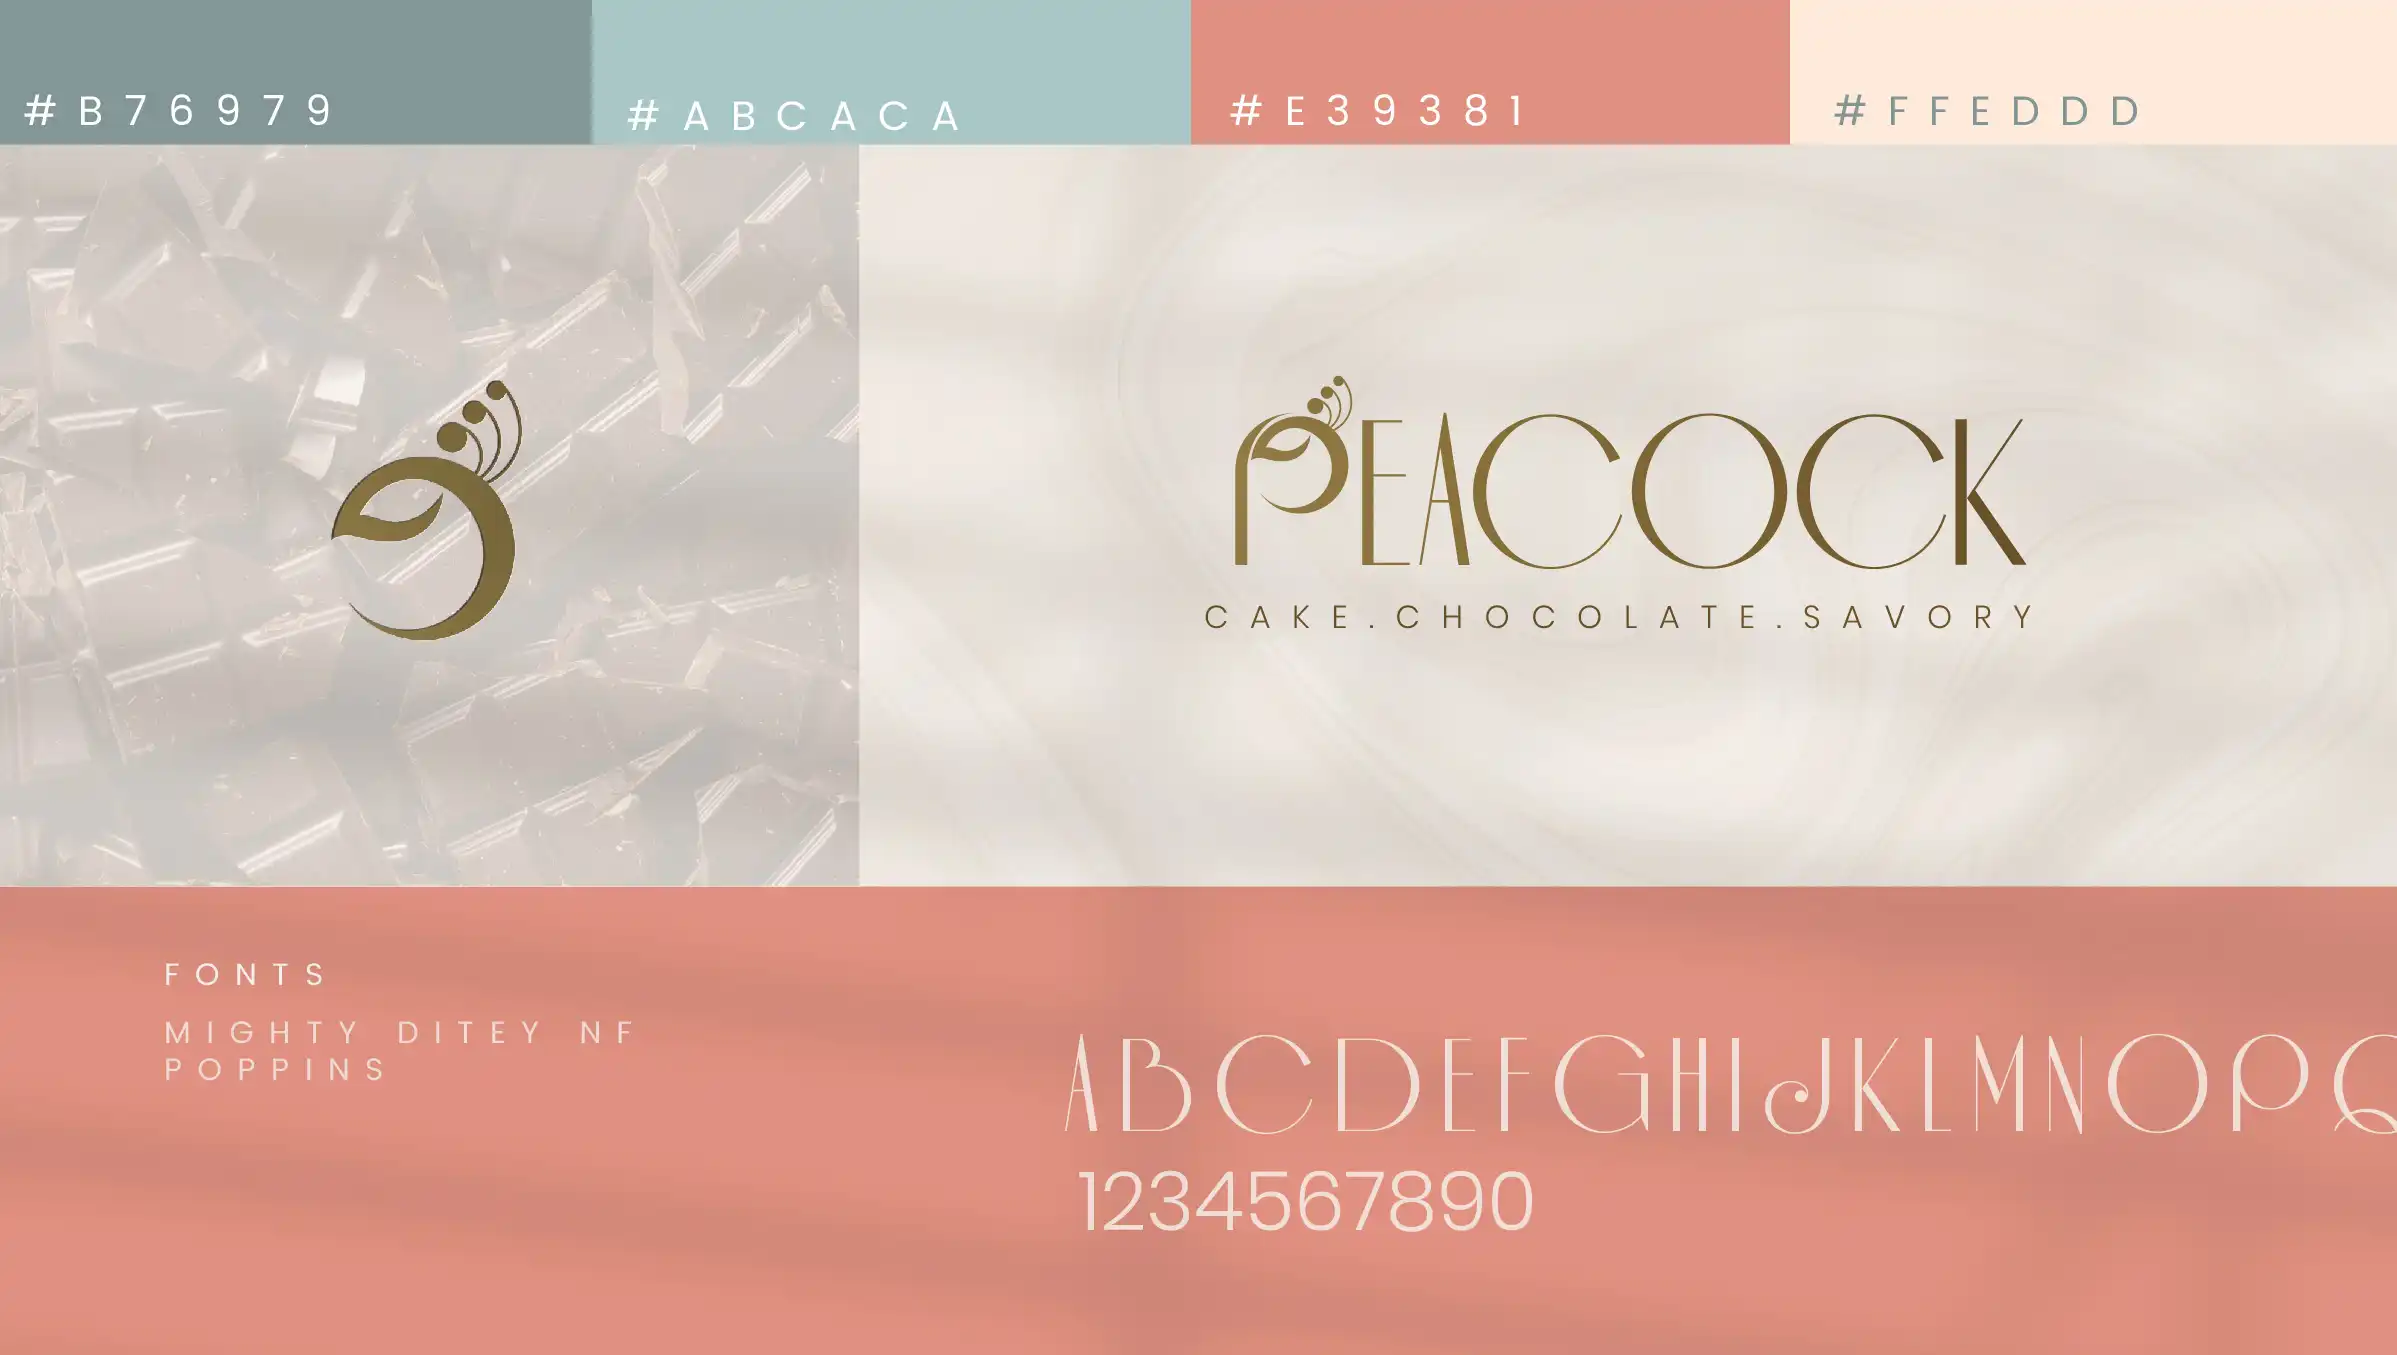 #B76979
#ABCACA
#E39381
#FFEDDD
PEACOCK
CAKE.CHOCOLATE.SAVORY
FONTS
MIGHTY DITEY NF
POPPINS
ABCDEFGHIJKLMNOPQ
1234567890